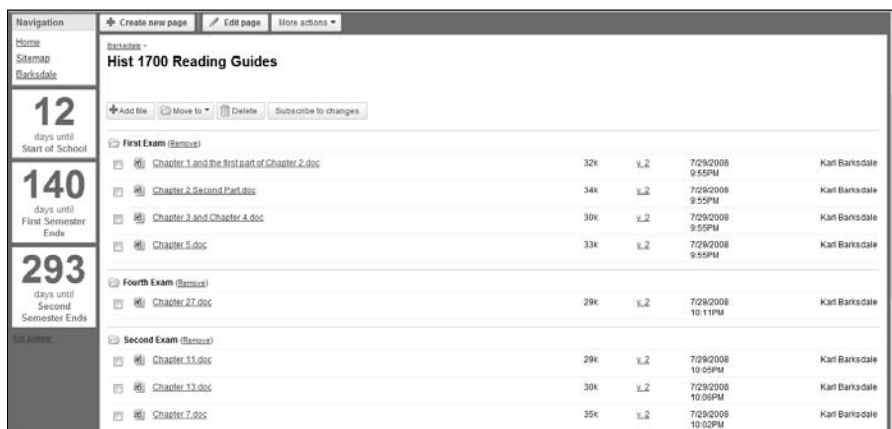 Navigation
Home
Sitemap
Barksdale
12
days until
Start of School
140
days until
First Semester
Ends
293
days until
Second
Semester Ends
Create new page Edit page More actions
Barksdale ›
Hist 1700 Reading Guides
Add file Move to Delete Subscribe to changes
First Exam (Remove)
Chapter 1 and the first part of Chapter 2.doc 32k v. 2 7/29/2008 Karl Barksdale
9:55PM
Chapter 2 Second Part.doc 34k v. 2 7/29/2008 Karl Barksdale
9:55PM
Chapter 3 and Chapter 4.doc 30k v. 2 7/29/2008 Karl Barksdale
9:55PM
Chapter 5.doc 33k v. 2 7/29/2008 Karl Barksdale
9:55PM
Fourth Exam (Remove)
Chapter 27.doc 29k v. 2 7/29/2008 Karl Barksdale
10:11PM
Second Exam (Remove)
Chapter 11.doc 29k v. 2 7/29/2008 Karl Barksdale
10:05PM
Chapter 13.doc 30k v. 2 7/29/2008 Karl Barksdale
10:06PM
Chapter 7.doc 35k v. 2 7/29/2008 Karl Barksdale
10:02PM